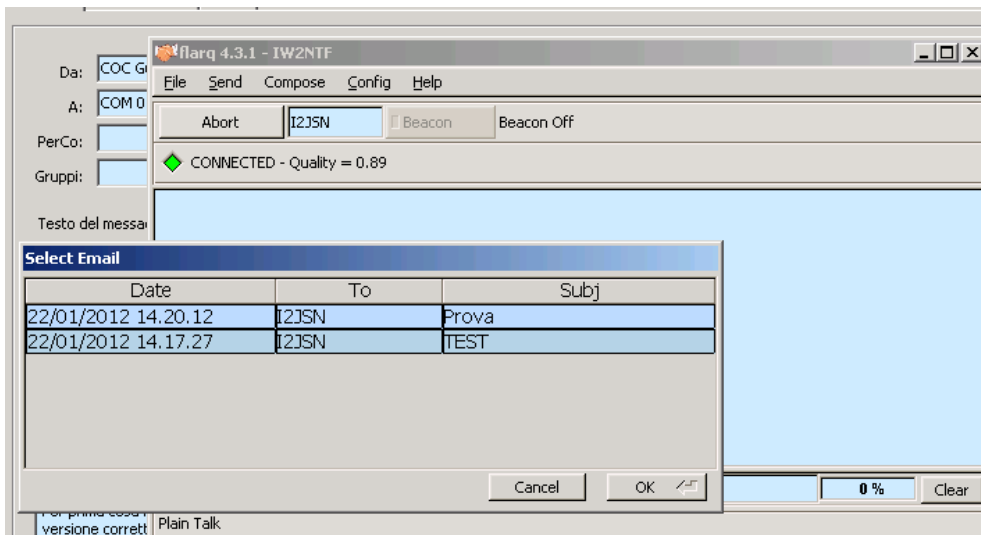 flarq 4.3.1 - IW2NTF
Da: COC G
File Send Compose Config Help
A: COM 0
Abort I2JSN Beacon Beacon Off
PerCo:
CONNECTED - Quality = 0.89
Gruppi:
Testo del messa
Select Email
Date To Subj
22/01/2012 14.20.12 I2JSN Prova
22/01/2012 14.17.27 I2JSN TEST
Cancel OK
0 % Clear
versione corrett
Plain Talk